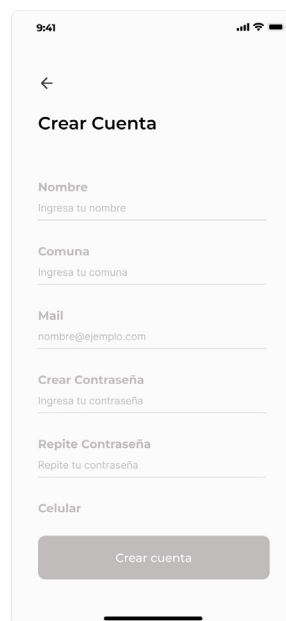 9:41
Crear Cuenta
Nombre
Ingresa tu nombre
Comuna
Ingresa tu comuna
Mail
nombre@ejemplo.com
Crear Contraseña
Ingresa tu contraseña
Repite Contraseña
Repite tu contraseña
Celular
Crear cuenta